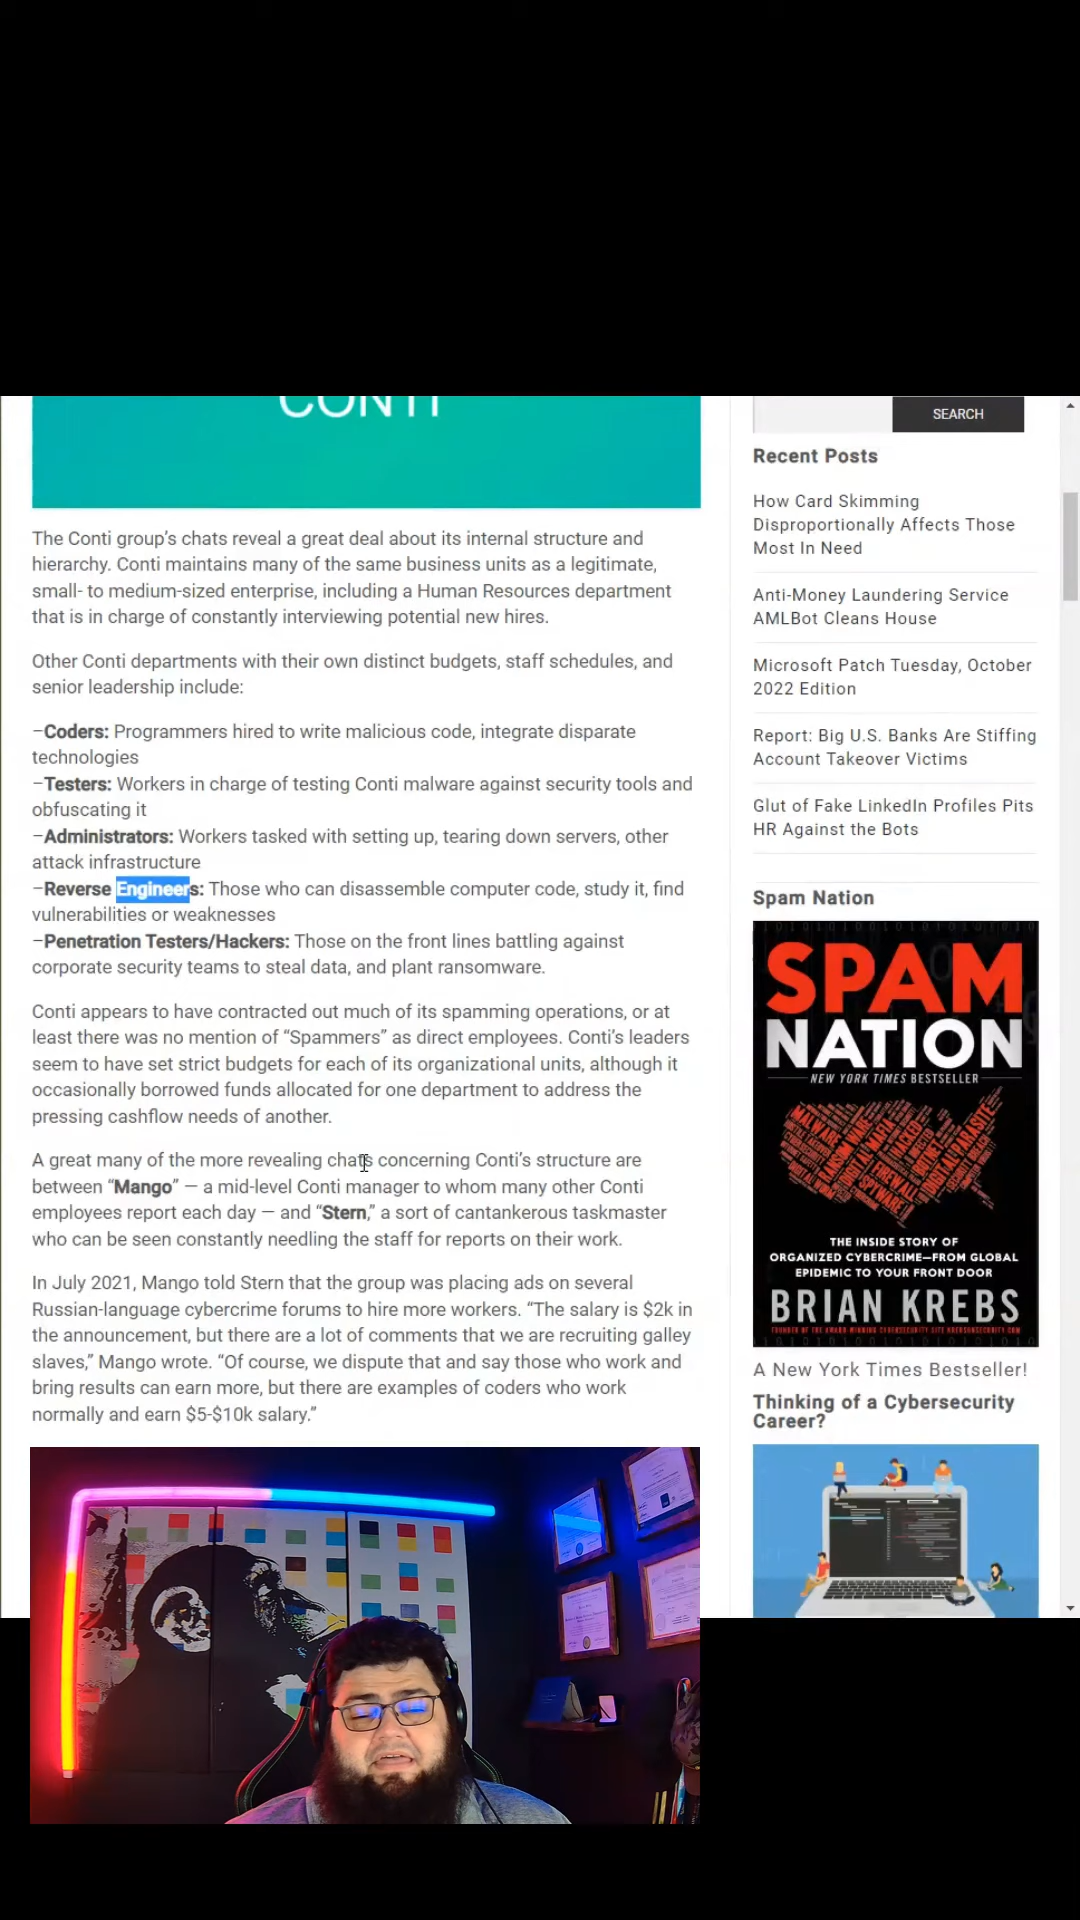 CONTI
The Conti group’s chats reveal a great deal about its internal structure and
hierarchy. Conti maintains many of the same business units as a legitimate,
small- to medium-sized enterprise, including a Human Resources department
that is in charge of constantly interviewing potential new hires.
Other Conti departments with their own distinct budgets, staff schedules, and
senior leadership include:
–Coders: Programmers hired to write malicious code, integrate disparate
technologies
–Testers: Workers in charge of testing Conti malware against security tools and
obfuscating it
–Administrators: Workers tasked with setting up, tearing down servers, other
attack infrastructure
–Reverse Engineers: Those who can disassemble computer code, study it, find
vulnerabilities or weaknesses
–Penetration Testers/Hackers: Those on the front lines battling against
corporate security teams to steal data, and plant ransomware.
Conti appears to have contracted out much of its spamming operations, or at
least there was no mention of “Spammers” as direct employees. Conti’s leaders
seem to have set strict budgets for each of its organizational units, although it
occasionally borrowed funds allocated for one department to address the
pressing cashflow needs of another.
A great many of the more revealing chats concerning Conti’s structure are
between “Mango” — a mid-level Conti manager to whom many other Conti
employees report each day — and “Stern,” a sort of cantankerous taskmaster
who can be seen constantly needling the staff for reports on their work.
In July 2021, Mango told Stern that the group was placing ads on several
Russian-language cybercrime forums to hire more workers. “The salary is $2k in
the announcement, but there are a lot of comments that we are recruiting galley
slaves,” Mango wrote. “Of course, we dispute that and say those who work and
bring results can earn more, but there are examples of coders who work
normally and earn $5-$10k salary.”
SEARCH
Recent Posts
How Card Skimming
Disproportionally Affects Those
Most In Need
Anti-Money Laundering Service
AMLBot Cleans House
Microsoft Patch Tuesday, October
2022 Edition
Report: Big U.S. Banks Are Stiffing
Account Takeover Victims
Glut of Fake LinkedIn Profiles Pits
HR Against the Bots
Spam Nation
SPAM
NATION
NEW YORK TIMES BESTSELLER
THE INSIDE STORY OF
ORGANIZED CYBERCRIME—FROM GLOBAL
EPIDEMIC TO YOUR FRONT DOOR
BRIAN KREBS
A New York Times Bestseller!
Thinking of a Cybersecurity
Career?